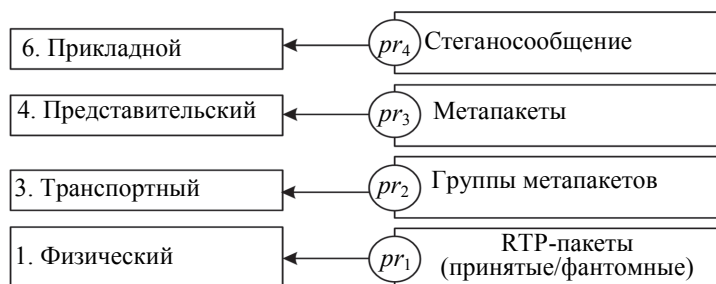 6. Прикладной
pr4
Стеганосообщение
4. Представительский
pr3
Метапакеты
3. Транспортный
pr2
Группы метапакетов
1. Физический
pr1
RTP-пакеты
(принятые/фантомные)